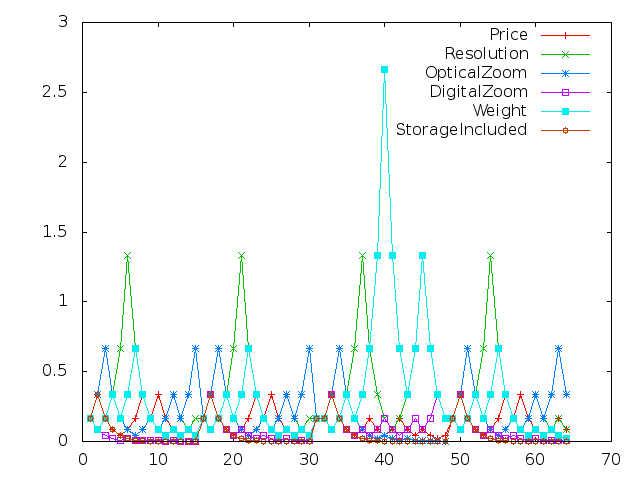 3
2.5
2
1.5
1
0.5
0
0 10 20 30 40 50 60 70
Price
Resolution
OpticalZoom
DigitalZoom
Weight
StorageIncluded